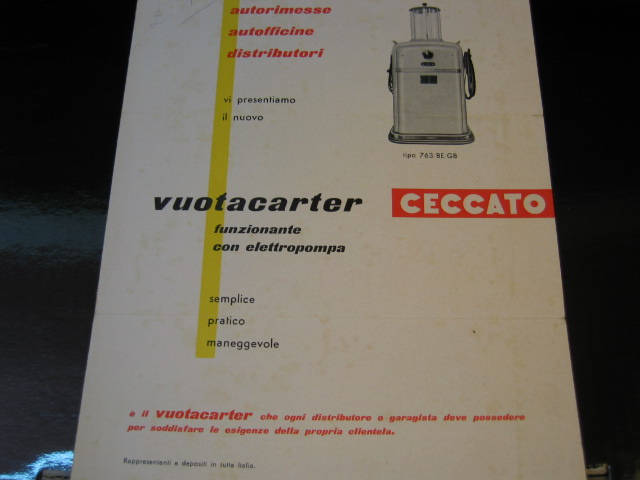 autorimesse
autofficine
distributori
vi presentiamo
il nuovo
tipo 763 BE.GB
vuotacarter CECCATO
funzionante
con elettropompa
semplice
pratico
maneggevole
è il vuotacarter che ogni distributore o garagista deve possedere
per soddisfare le esigenze della propria clientela.
Rappresentanti e depositi in tutta Italia.